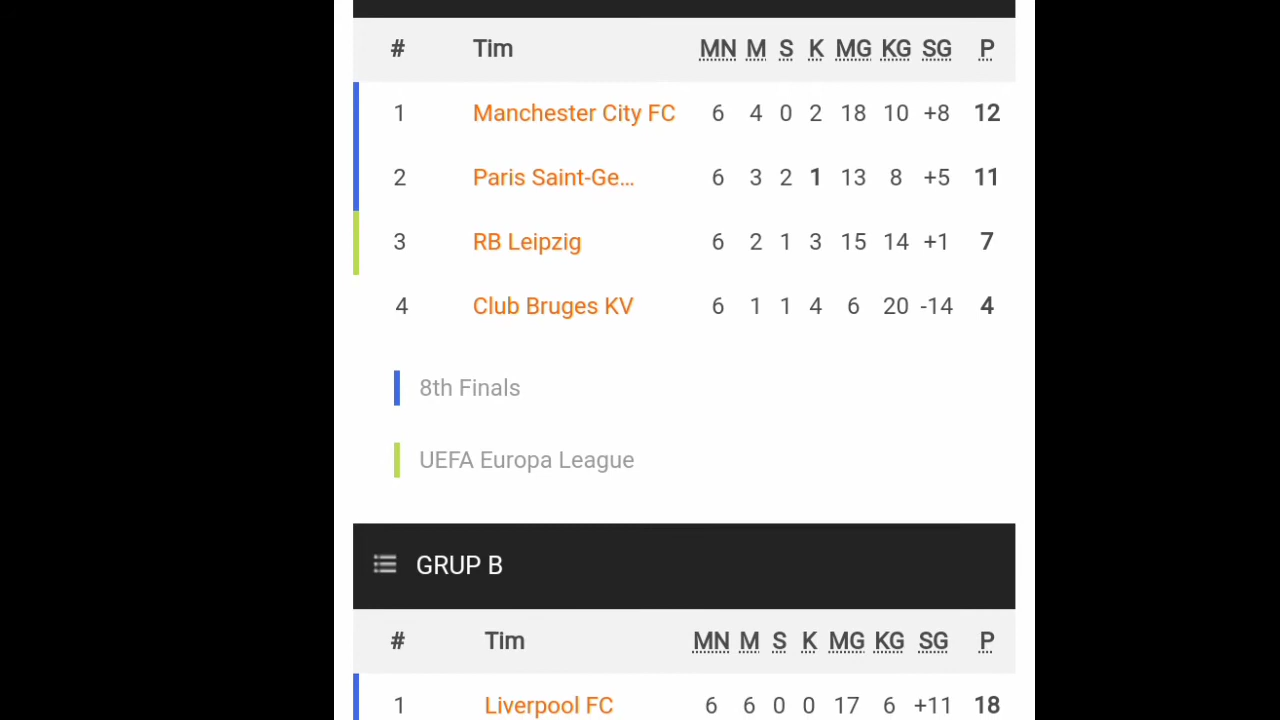 # Tim MN M S K MG KG SG P
1 Manchester City FC 6 4 0 2 18 10 +8 12
2 Paris Saint-Ge... 6 3 2 1 13 8 +5 11
3 RB Leipzig 6 2 1 3 15 14 +1 7
4 Club Bruges KV 6 1 1 4 6 20 -14 4
8th Finals
UEFA Europa League
GRUP B
# Tim MN M S K MG KG SG P
1 Liverpool FC 6 6 0 0 17 6 +11 18